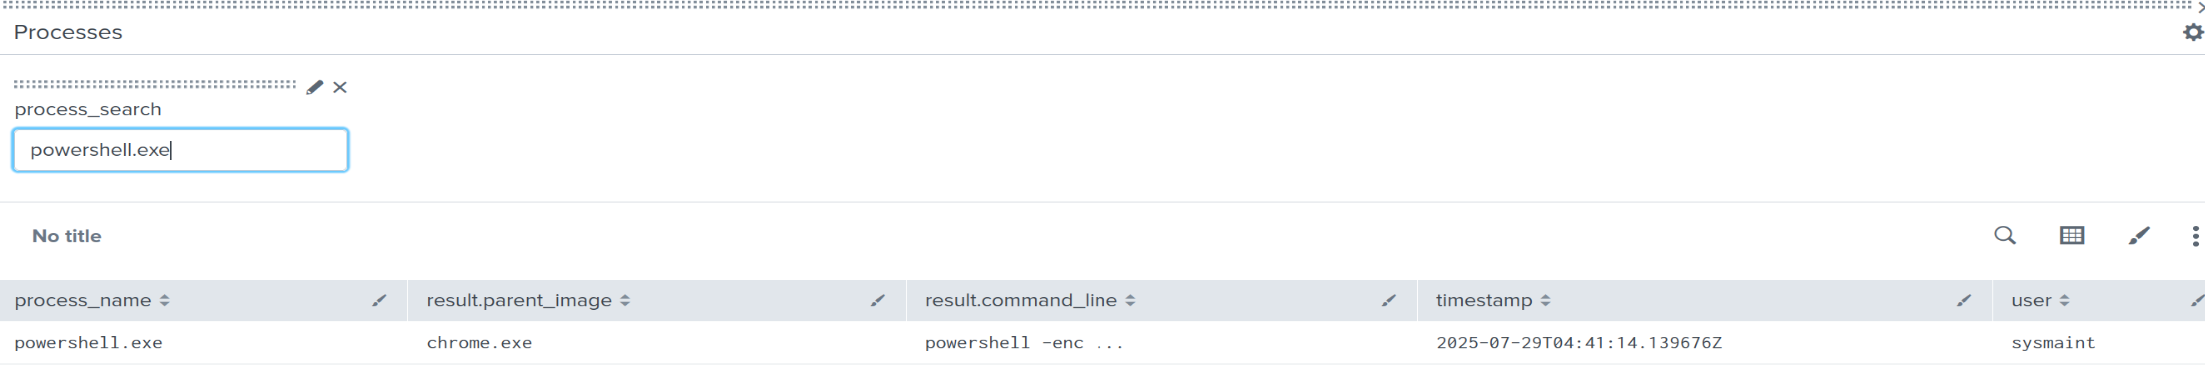 Processes
process_search
powershell.exe
No title
process_name result.parent_image result.command_line timestamp user
powershell.exe chrome.exe powershell -enc ... 2025-07-29T04:41:14.139676Z sysmaint